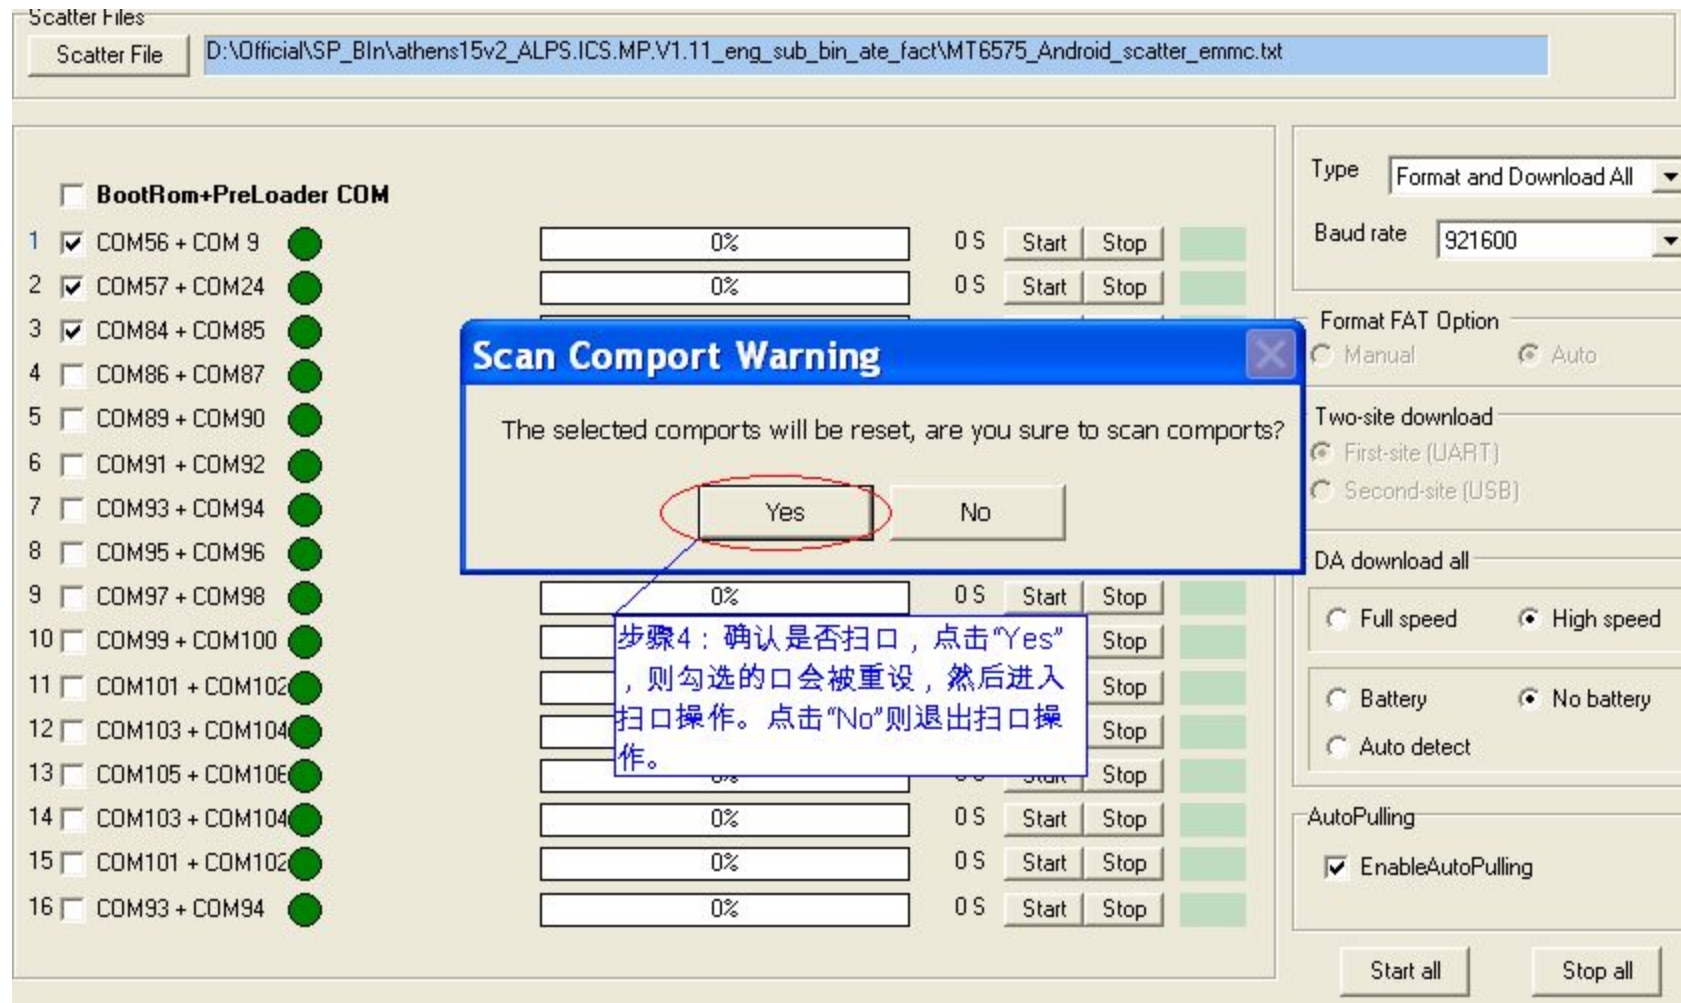 Scatter Files
Scatter File D:\Official\SP_BIn\athens15v2_ALPS.ICS.MP.V1.11_eng_sub_bin_ate_fact\MT6575_Android_scatter_emmc.txt
BootRom+PreLoader COM
1 COM56 + COM 9 0% 0 S Start Stop
2 COM57 + COM24 0% 0 S Start Stop
3 COM84 + COM85
4 COM86 + COM87
5 COM89 + COM90
6 COM91 + COM92
7 COM93 + COM94
8 COM95 + COM96
9 COM97 + COM98 0% 0 S Start Stop
10 COM99 + COM100 Stop
11 COM101 + COM102 Stop
12 COM103 + COM104 Stop
13 COM105 + COM106 Stop
14 COM103 + COM104 0% 0 S Start Stop
15 COM101 + COM102 0% 0 S Start Stop
16 COM93 + COM94 0% 0 S Start Stop
Scan Comport Warning
The selected comports will be reset, are you sure to scan comports?
Yes No
步骤4：确认是否扫口，点击“Yes”
，则勾选的口会被重设，然后进入
扫口操作。点击“No”则退出扫口操
作。
Type Format and Download All
Baud rate 921600
Format FAT Option
Manual Auto
Two-site download
First-site (UART)
Second-site (USB)
DA download all
Full speed High speed
Battery No battery
Auto detect
AutoPulling
EnableAutoPulling
Start all Stop all